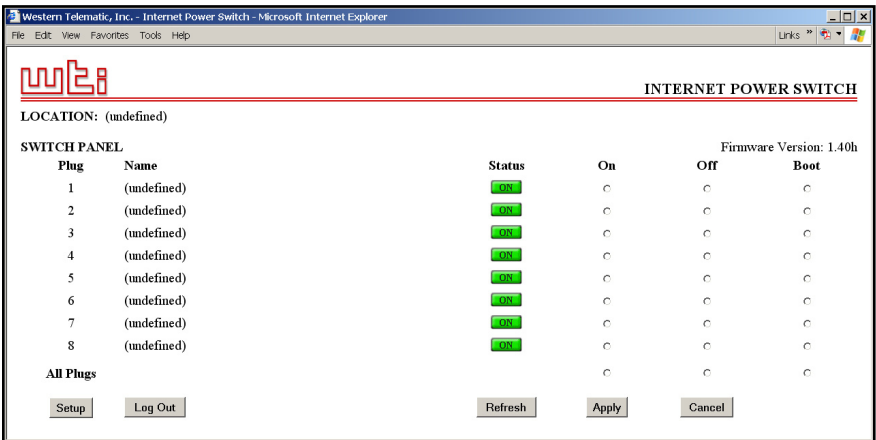 Western Telematic, Inc. - Internet Power Switch - Microsoft Internet Explorer
File Edit View Favorites Tools Help Links »
wti
INTERNET POWER SWITCH
LOCATION: (undefined)
SWITCH PANEL Firmware Version: 1.40h
Plug Name Status On Off Boot
1 (undefined) ON
2 (undefined) ON
3 (undefined) ON
4 (undefined) ON
5 (undefined) ON
6 (undefined) ON
7 (undefined) ON
8 (undefined) ON
All Plugs
Setup Log Out Refresh Apply Cancel